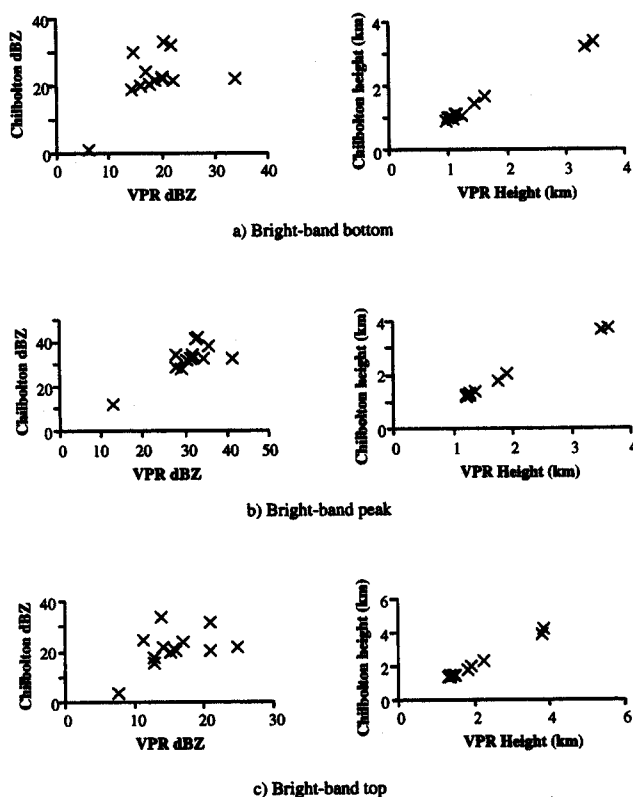 Chilbolton dBZ
40
20
0
0 10 20 30 40
VPR dBZ
Chilbolton height (km)
4
2
0
0 1 2 3 4
VPR Height (km)
a) Bright-band bottom
Chilbolton dBZ
40
20
0
0 10 20 30 40 50
VPR dBZ
Chilbolton height (km)
4
2
0
0 1 2 3 4
VPR Height (km)
b) Bright-band peak
Chilbolton dBZ
40
20
0
0 10 20 30
VPR dBZ
Chilbolton height (km)
6
4
2
0
0 2 4 6
VPR Height (km)
c) Bright-band top